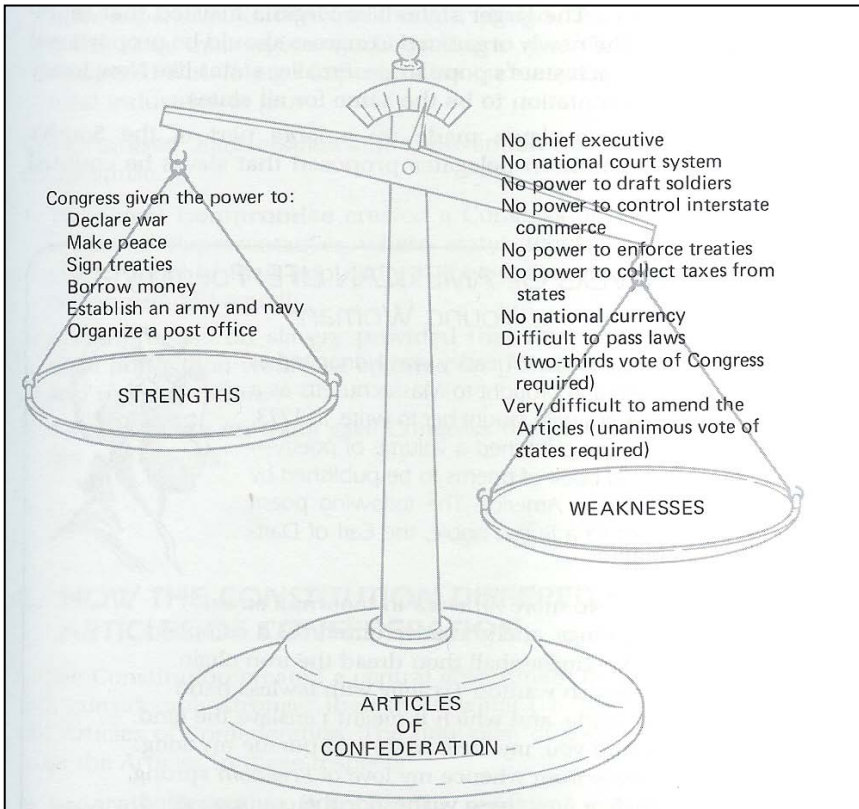 Congress given the power to:
Declare war
Make peace
Sign treaties
Borrow money
Establish an army and navy
Organize a post office
STRENGTHS
No chief executive
No national court system
No power to draft soldiers
No power to control interstate
commerce
No power to enforce treaties
No power to collect taxes from
states
No national currency
Difficult to pass laws
(two-thirds vote of Congress
required)
Very difficult to amend the
Articles (unanimous vote of
states required)
WEAKNESSES
ARTICLES
OF
CONFEDERATION